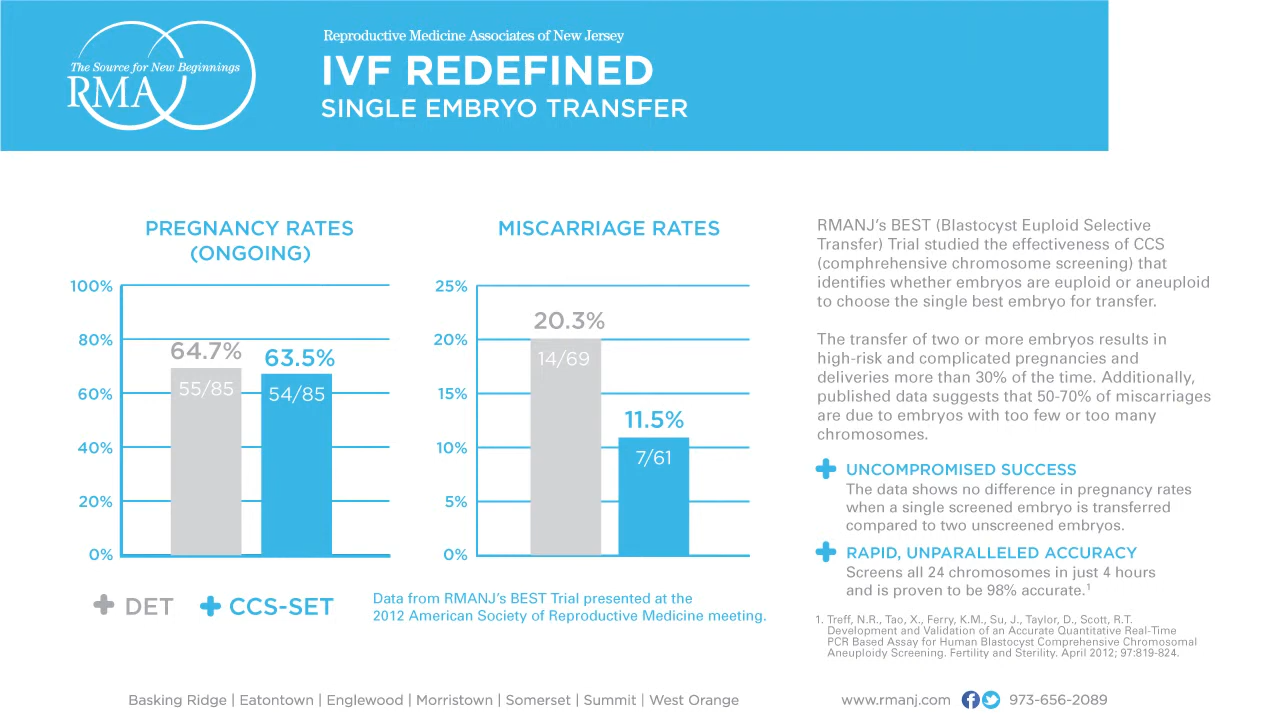 The Source for New Beginnings
RMA
Reproductive Medicine Associates of New Jersey
IVF REDEFINED
SINGLE EMBRYO TRANSFER
PREGNANCY RATES
(ONGOING)
100%
80%
60%
40%
20%
0%
64.7%
55/85
63.5%
54/85
MISCARRIAGE RATES
25%
20%
15%
10%
5%
0%
20.3%
14/69
11.5%
7/61
DET
CCS-SET
Data from RMANJ's BEST Trial presented at the
2012 American Society of Reproductive Medicine meeting.
RMANJ's BEST (Blastocyst Euploid Selective
Transfer) Trial studied the effectiveness of CCS
(comphrehensive chromosome screening) that
identifies whether embryos are euploid or aneuploid
to choose the single best embryo for transfer.
The transfer of two or more embryos results in
high-risk and complicated pregnancies and
deliveries more than 30% of the time. Additionally,
published data suggests that 50-70% of miscarriages
are due to embryos with too few or too many
chromosomes.
UNCOMPROMISED SUCCESS
The data shows no difference in pregnancy rates
when a single screened embryo is transferred
compared to two unscreened embryos.
RAPID, UNPARALLELED ACCURACY
Screens all 24 chromosomes in just 4 hours
and is proven to be 98% accurate.1
1. Treff, N.R., Tao, X., Ferry, K.M., Su, J., Taylor, D., Scott, R.T.
Development and Validation of an Accurate Quantitative Real-Time
PCR Based Assay for Human Blastocyst Comprehensive Chromosomal
Aneuploidy Screening. Fertility and Sterility. April 2012; 97:819-824.
Basking Ridge | Eatontown | Englewood | Morristown | Somerset | Summit | West Orange
www.rmanj.com
973-656-2089